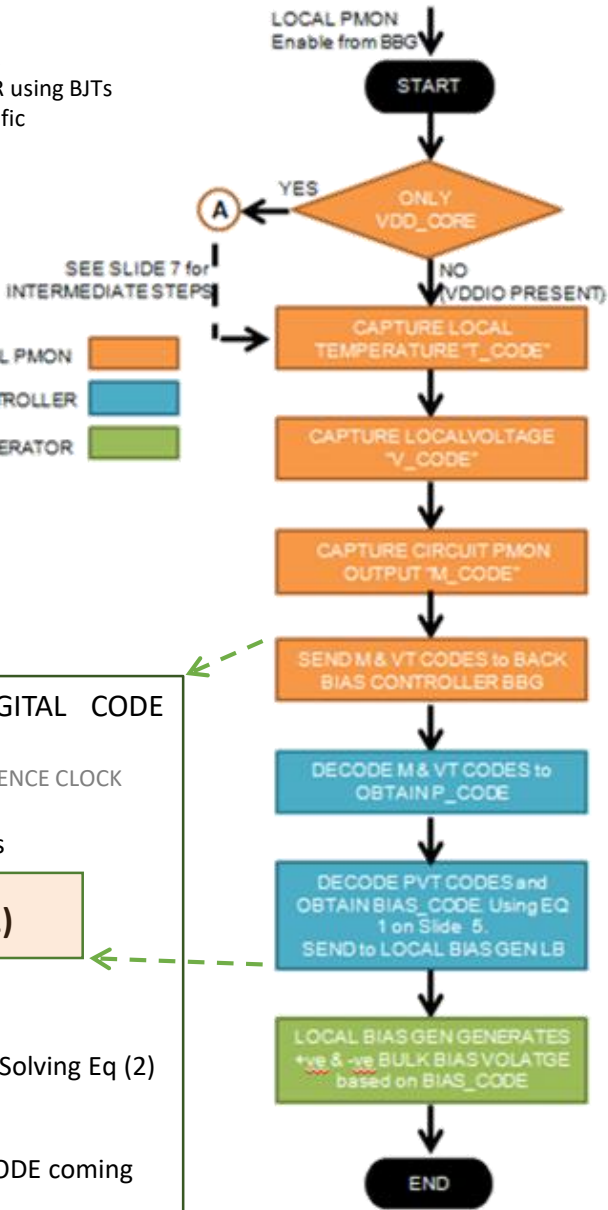 LOCAL PMON
Enable from BBG
START
R using BJTs
fic
ONLY
VDD_CORE
YES
A
NO
(VDDIO PRESENT)
SEE SLIDE 7 for
INTERMEDIATE STEPS
CAPTURE LOCAL
TEMPERATURE "T_CODE"
L PMON
TROLLER
ERATOR
CAPTURE LOCALVOLTAGE
"V_CODE"
CAPTURE CIRCUIT PMON
OUTPUT "M_CODE"
SEND M & VT CODES to BACK
BIAS CONTROLLER BBG
DECODE M & VT CODES to
OBTAIN P_CODE
DECODE PVT CODES and
OBTAIN BIAS_CODE. Using EQ
1 on Slide 5.
SEND to LOCAL BIAS GEN LB
LOCAL BIAS GEN GENERATES
+ve & -ve BULK BIAS VOLATGE
based on BIAS_CODE
END
GITAL CODE
ENCE CLOCK
s
)
Solving Eq (2)
ODE coming